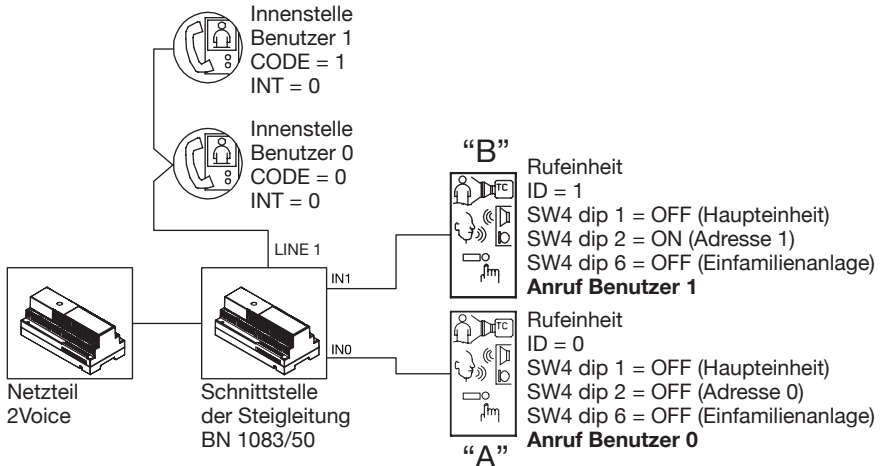 Innenstelle
Benutzer 1
CODE = 1
INT = 0
Innenstelle
Benutzer 0
CODE = 0
INT = 0
LINE 1
“B”
TC
Rufeinheit
ID = 1
SW4 dip 1 = OFF (Haupteinheit)
SW4 dip 2 = ON (Adresse 1)
SW4 dip 6 = OFF (Einfamilienanlage)
Anruf Benutzer 1
IN1
IN0
TC
Rufeinheit
ID = 0
SW4 dip 1 = OFF (Haupteinheit)
SW4 dip 2 = OFF (Adresse 0)
SW4 dip 6 = OFF (Einfamilienanlage)
Anruf Benutzer 0
“A”
Netzteil
2Voice
Schnittstelle
der Steigleitung
BN 1083/50